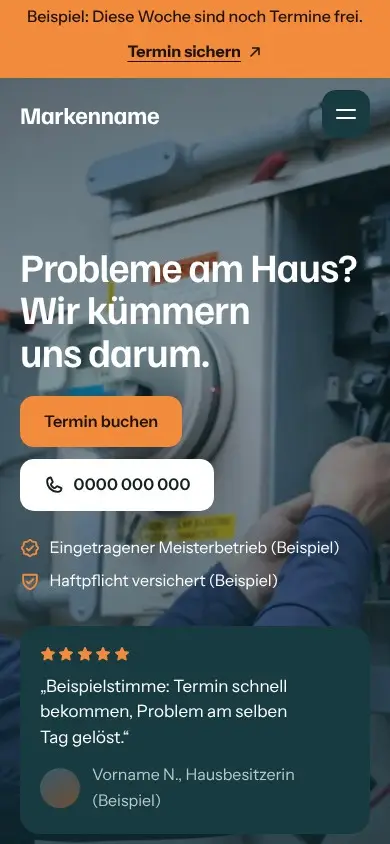 Beispiel: Diese Woche sind noch Termine frei.
Termin sichern
Markenname
Probleme am Haus?
Wir kümmern
uns darum.
Termin buchen
0000 000 000
Eingetragener Meisterbetrieb (Beispiel)
Haftpflicht versichert (Beispiel)
„Beispielstimme: Termin schnell
bekommen, Problem am selben
Tag gelöst.“
Vorname N., Hausbesitzerin
(Beispiel)